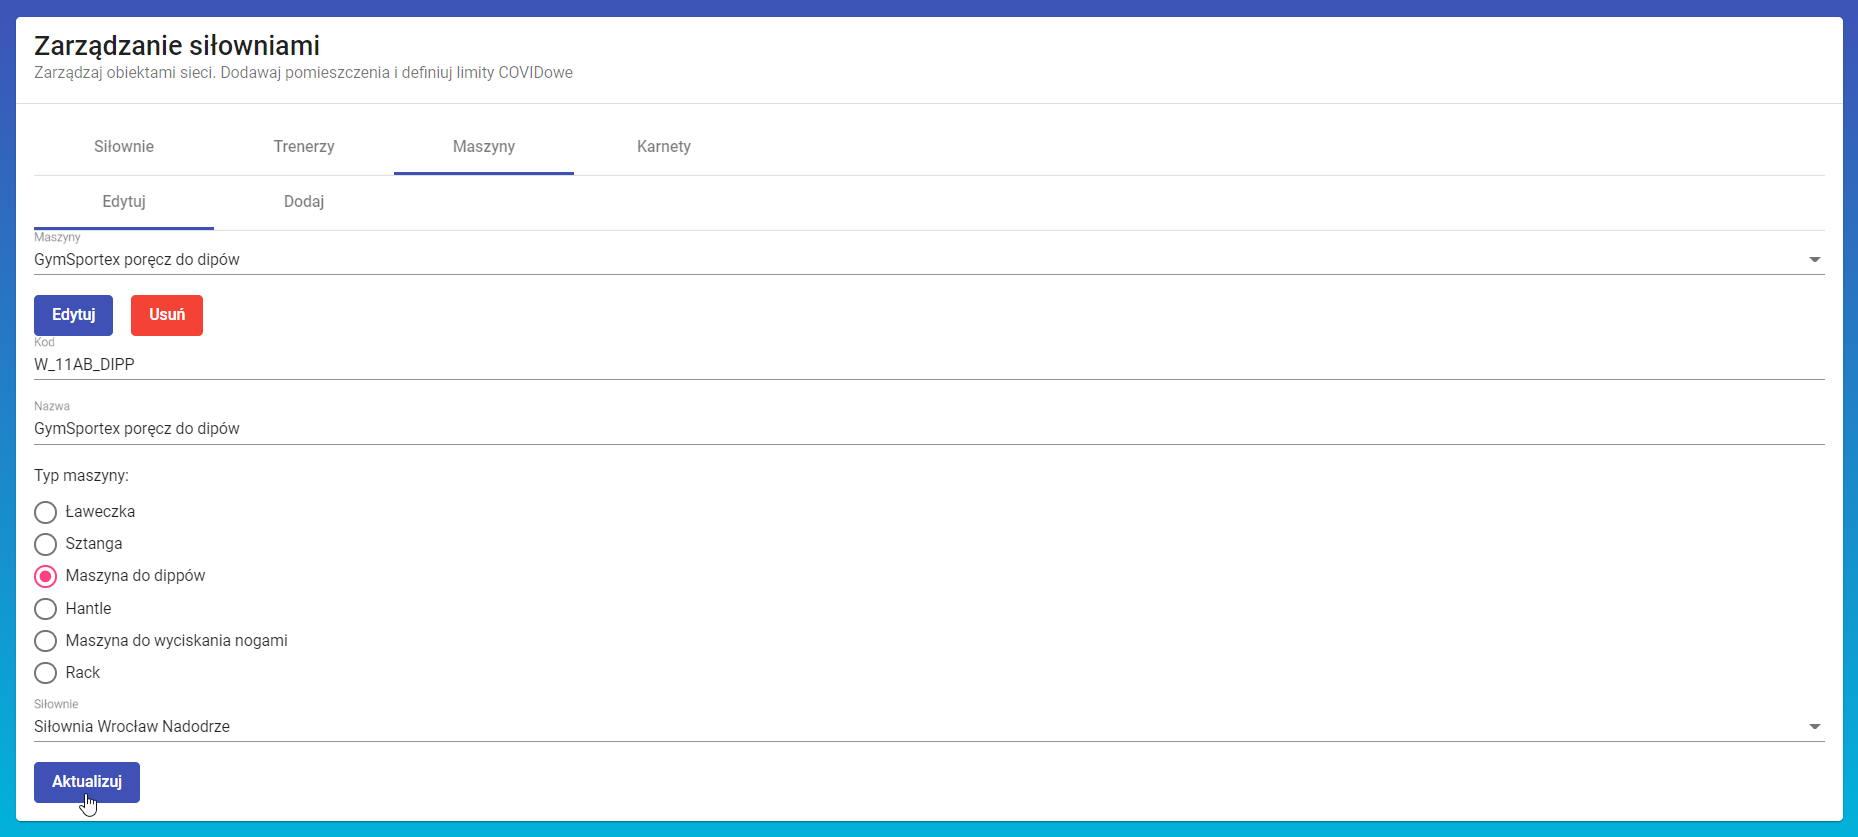 Zarządzanie siłowniami
Zarządzaj obiektami sieci. Dodawaj pomieszczenia i definiuj limity COVIDowe
Siłownie Trenerzy Maszyny Karnety
Edytuj Dodaj
Maszyny
GymSportex poręcz do dipów
Edytuj Usuń
Kod
W_11AB_DIPP
Nazwa
GymSportex poręcz do dipów
Typ maszyny:
Ławeczka
Sztanga
Maszyna do dippów
Hantle
Maszyna do wyciskania nogami
Rack
Siłownie
Siłownia Wrocław Nadodrze
Aktualizuj